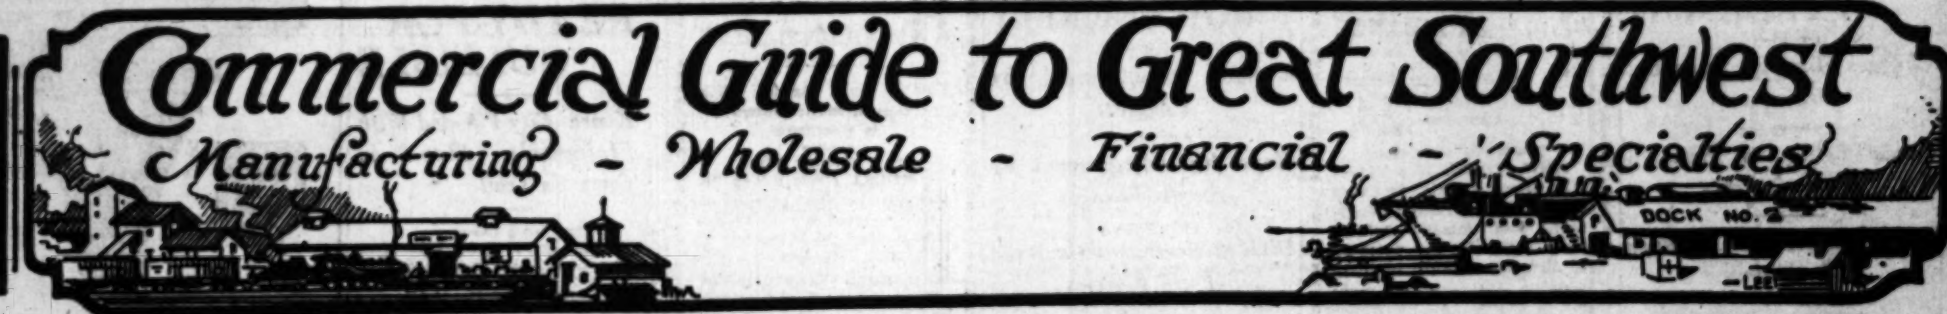 Commercial Guide to Great Southwest
Manufacturing - Wholesale - Financial - Specialties
DOCK NO. 2
-LEE